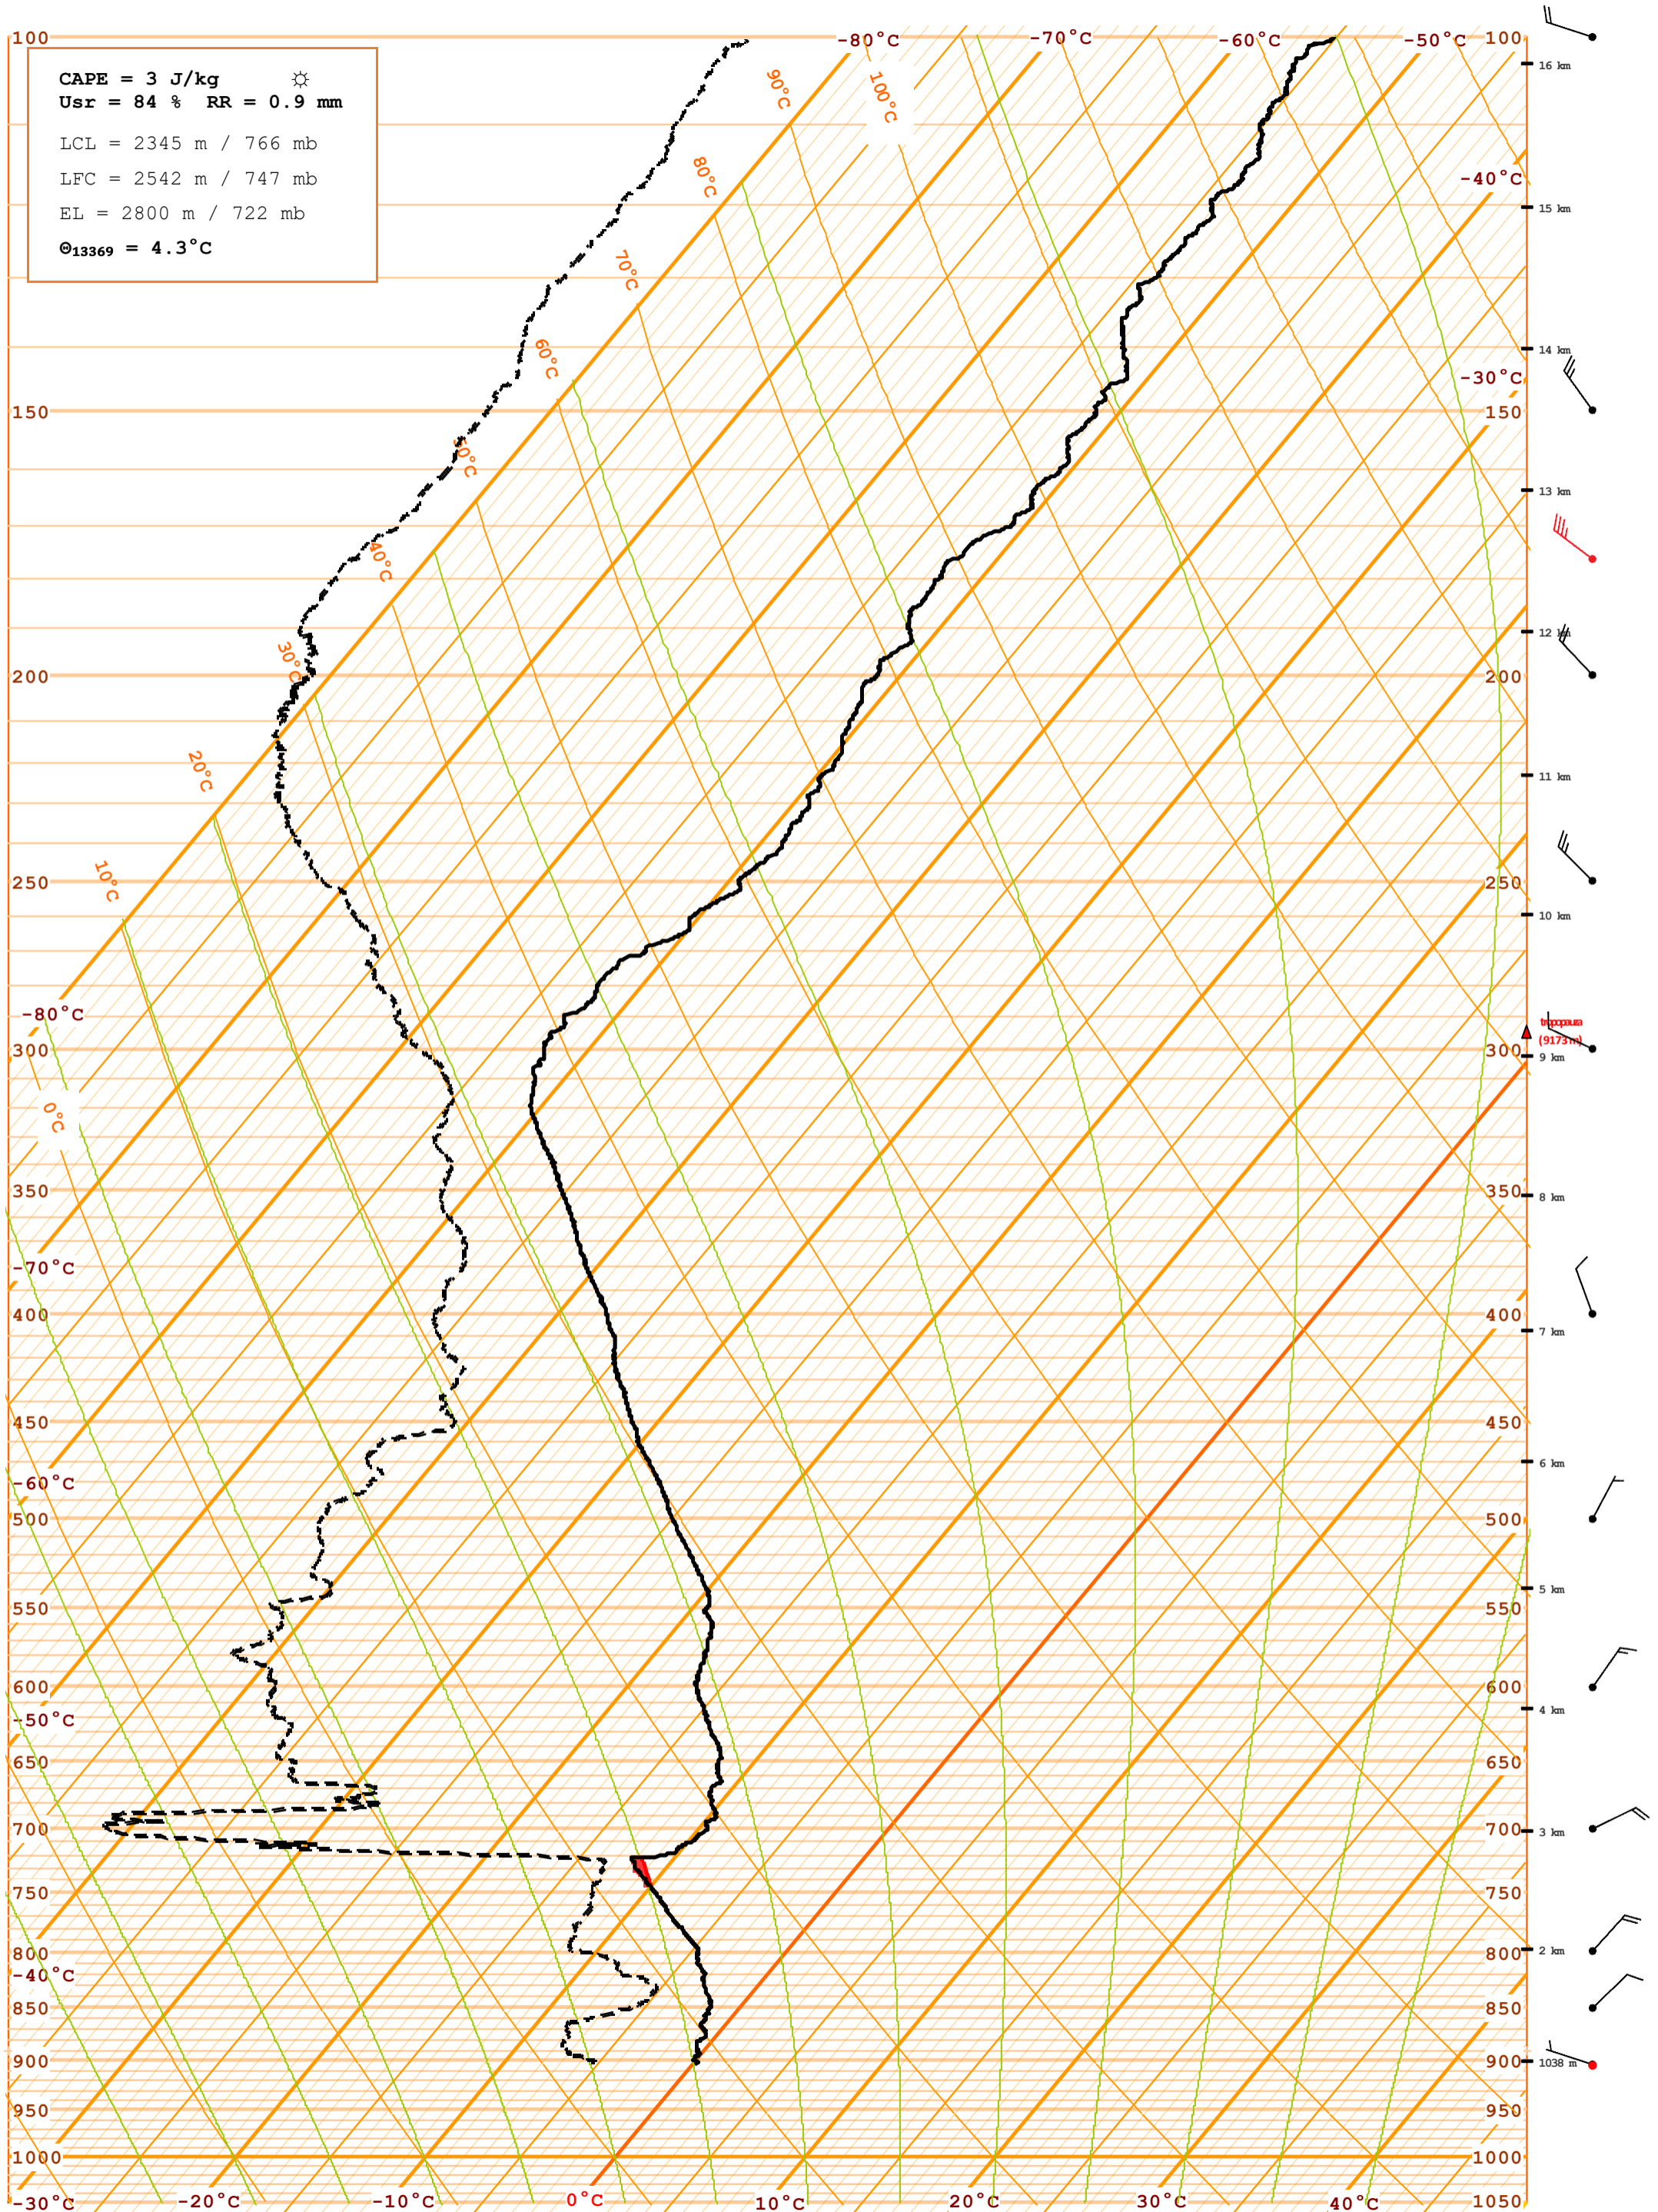 100 -80°C -70°C -60°C -50°C 100
16 km
CAPE = 3 J/kg ☼
Usr = 84 % RR = 0.9 mm
LCL = 2345 m / 766 mb
LFC = 2542 m / 747 mb
EL = 2800 m / 722 mb
Θ₁₃₃₆₉ = 4.3°C
90°C 100°C
80°C -40°C
15 km
70°C
60°C 14 km
-30°C
150 150
50°C
13 km
40°C
12 km
30°C
200 200
20°C 11 km
10°C 250 250
10 km
-80°C
tropopauza
300 300 (9173 m)
9 km
0°C
350 350 8 km
-70°C
400 400
7 km
450 450
6 km
-60°C
500 500
5 km
550 550
600 600
-50°C 4 km
650 650
700 700 3 km
750 750
800 800 2 km
-40°C
850 850
900 900 1038 m
950 950
1000 1000
-30°C -20°C -10°C 0°C 10°C 20°C 30°C 40°C 1050